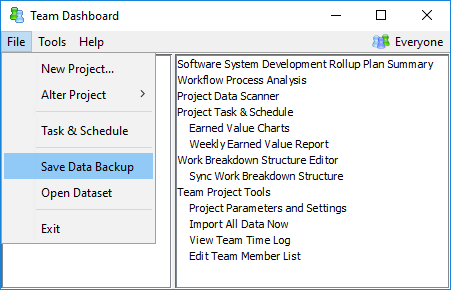 Team Dashboard
File Tools Help Everyone
New Project...
Alter Project
Task & Schedule
Save Data Backup
Open Dataset
Exit
Software System Development Rollup Plan Summary
Workflow Process Analysis
Project Data Scanner
Project Task & Schedule
Earned Value Charts
Weekly Earned Value Report
Work Breakdown Structure Editor
Sync Work Breakdown Structure
Team Project Tools
Project Parameters and Settings
Import All Data Now
View Team Time Log
Edit Team Member List